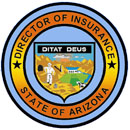 DIRECTOR OF INSURANCE
DITAT DEUS
STATE OF ARIZONA